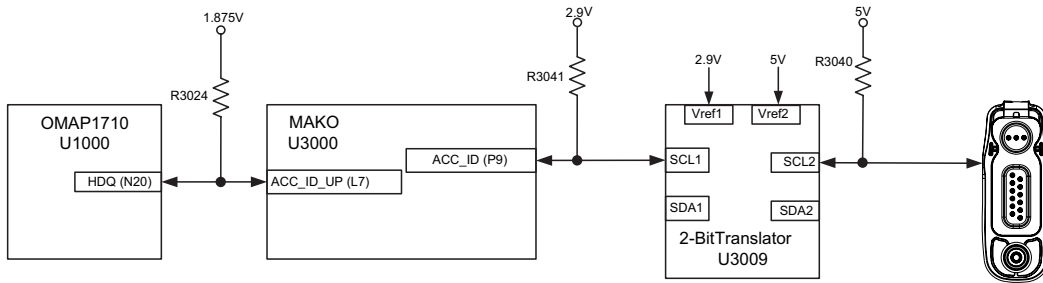 1.875V
2.9V
5V
R3024
R3041
R3040
2.9V
5V
OMAP1710
U1000
HDQ (N20)
MAKO
U3000
ACC_ID (P9)
ACC_ID_UP (L7)
Vref1
Vref2
SCL1
SCL2
SDA1
SDA2
2-BitTranslator
U3009